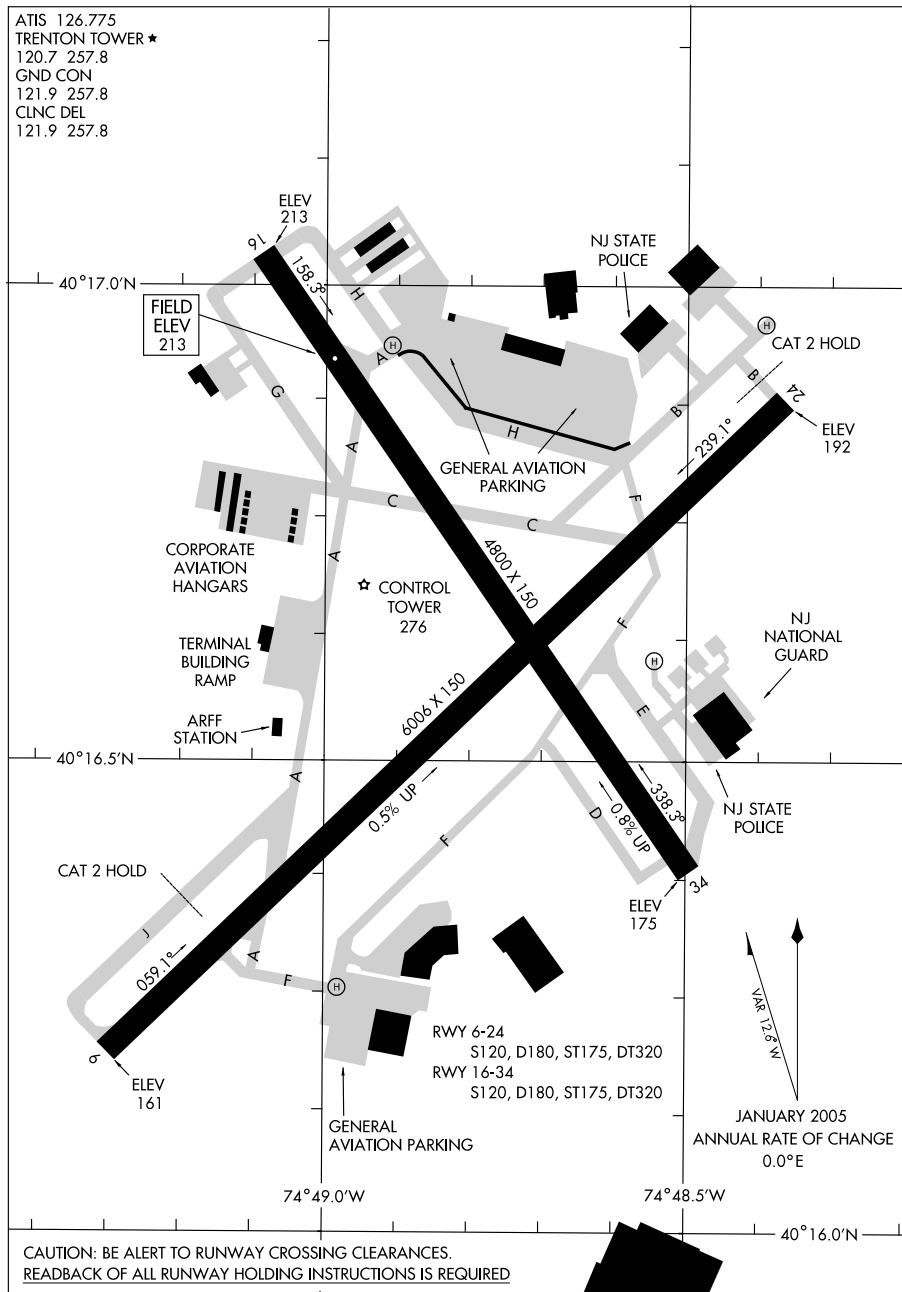 ATIS 126.775
TRENTON TOWER ★
120.7 257.8
GND CON
121.9 257.8
CLNC DEL
121.9 257.8
ELEV
213
16
158.3°
NJ STATE
POLICE
40°17.0'N
H
FIELD
ELEV
213
H
A
H
CAT 2 HOLD
B
24
G
B
239.1°
H
ELEV
192
A
GENERAL AVIATION
PARKING
F
C
C
CORPORATE
AVIATION
HANGARS
A
4800 X 150
CONTROL
TOWER
276
F
NJ
NATIONAL
GUARD
TERMINAL
BUILDING
RAMP
H
6006 X 150
E
ARFF
STATION
40°16.5'N
A
0.5% UP
338.3°
0.8% UP
D
NJ STATE
POLICE
F
CAT 2 HOLD
34
ELEV
175
J
059.1°
A
F
H
VAR 12.6° W
6
ELEV
161
RWY 6-24
S120, D180, ST175, DT320
RWY 16-34
S120, D180, ST175, DT320
GENERAL
AVIATION PARKING
JANUARY 2005
ANNUAL RATE OF CHANGE
0.0°E
74°49.0'W
74°48.5'W
40°16.0'N
CAUTION: BE ALERT TO RUNWAY CROSSING CLEARANCES.
READBACK OF ALL RUNWAY HOLDING INSTRUCTIONS IS REQUIRED